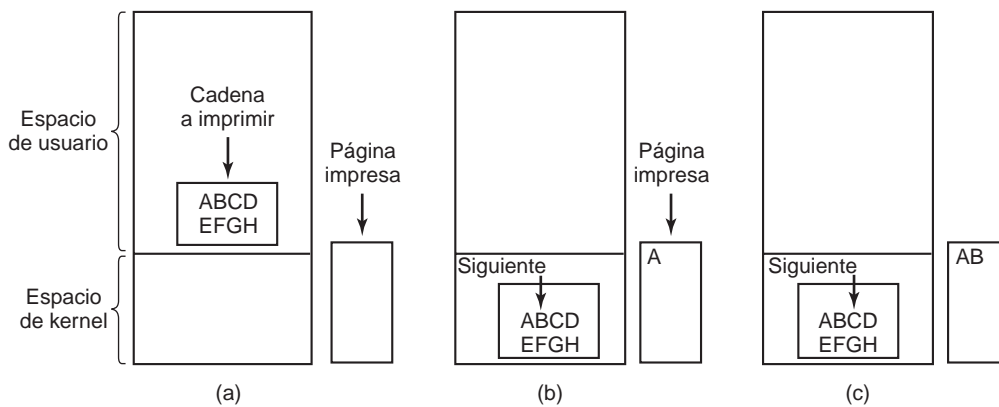 Espacio
de usuario
Cadena
a imprimir
ABCD
EFGH
Página
impresa
Espacio
de kernel
(a)
Siguiente
ABCD
EFGH
Página
impresa
A
(b)
Siguiente
ABCD
EFGH
AB
(c)